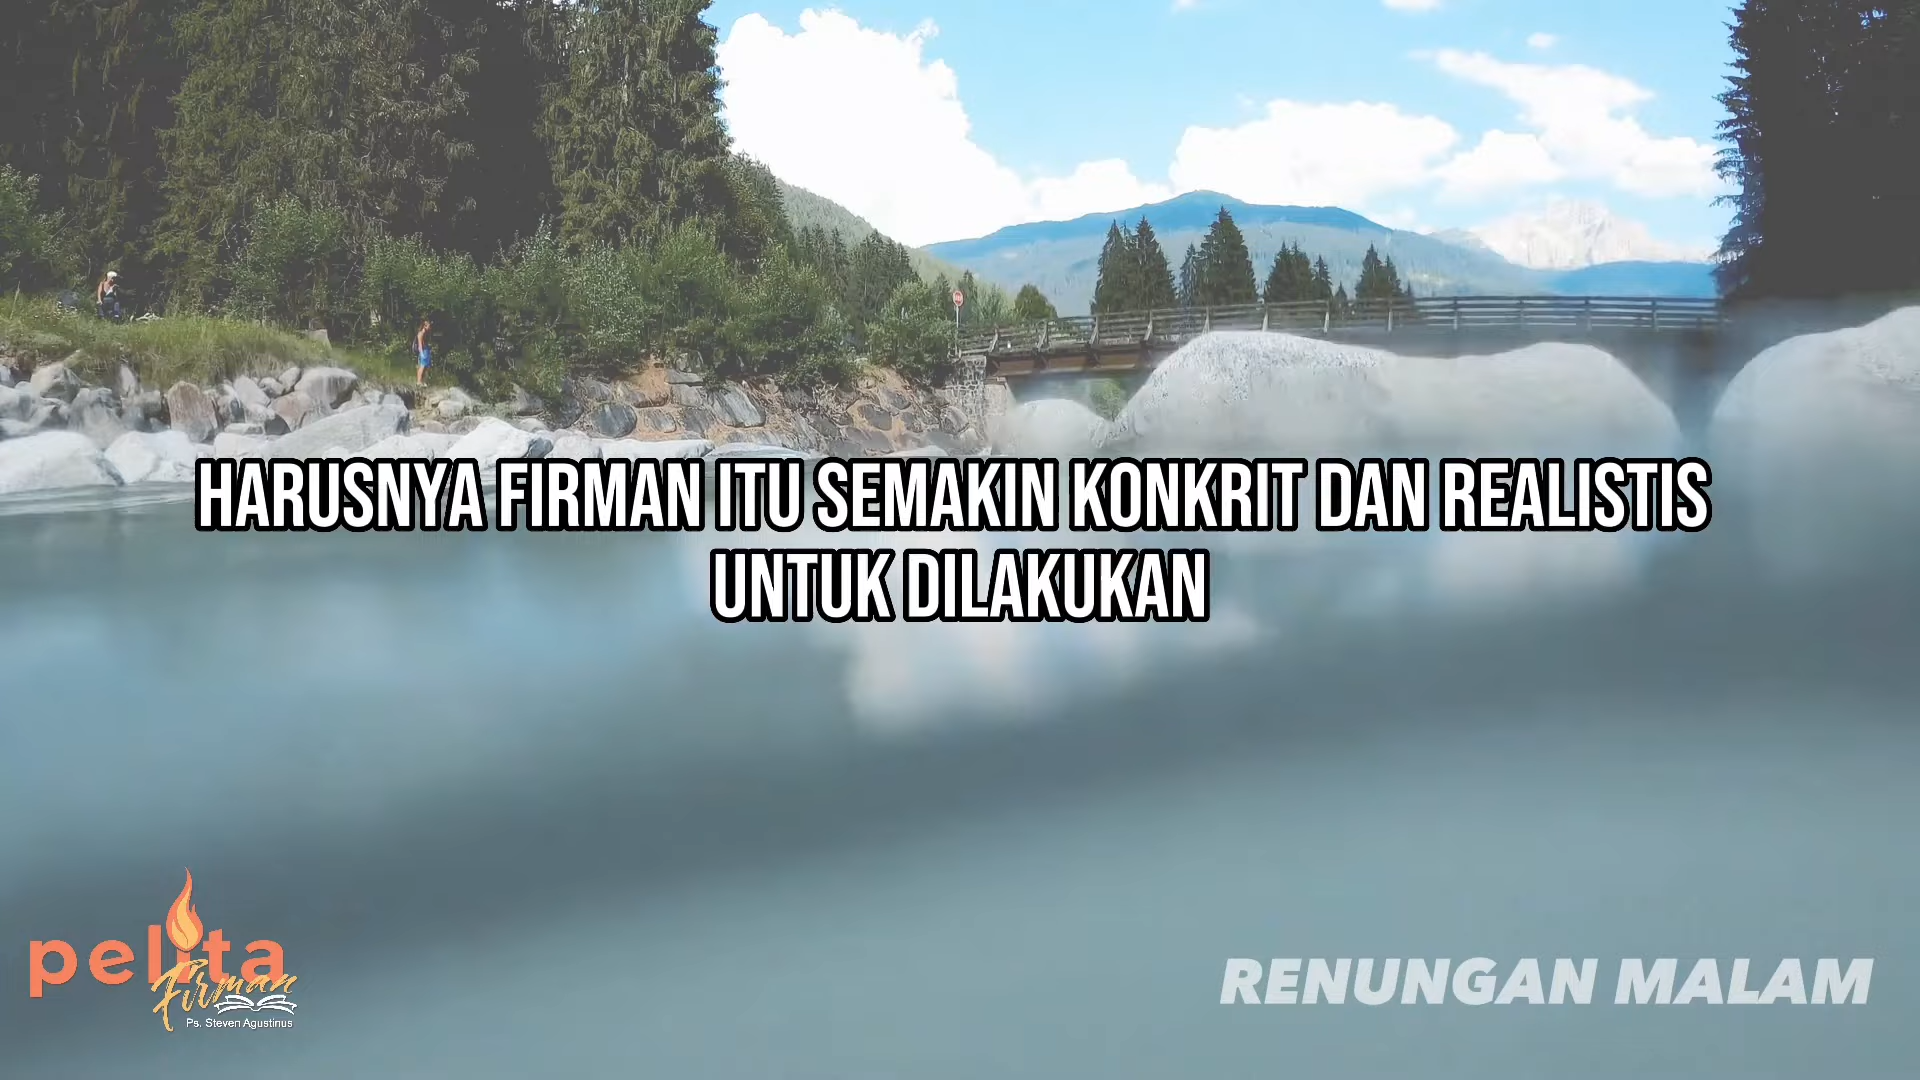 HARUSNYA FIRMAN ITU SEMAKIN KONKRIT DAN REALISTIS
UNTUK DILAKUKAN
pelita
Firman
Ps. Steven Agustinus
RENUNGAN MALAM